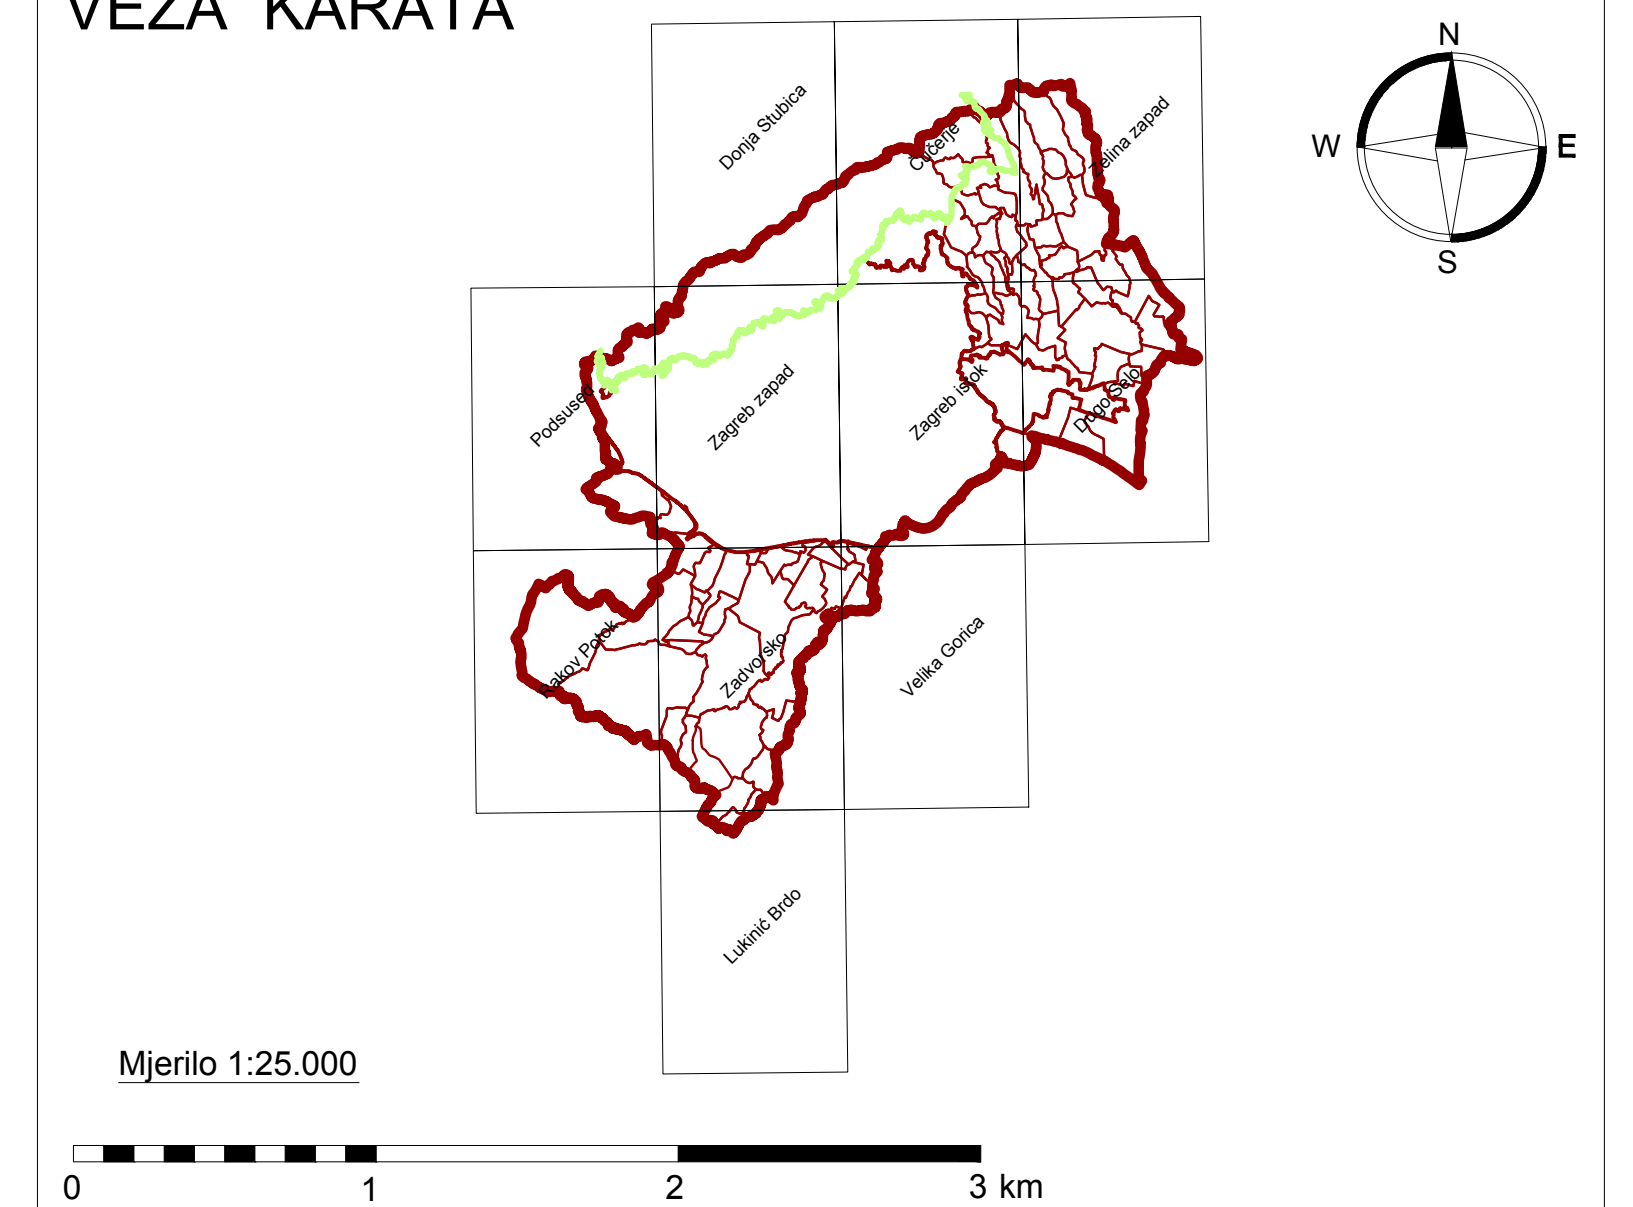 VEZA KARATA
N
W
E
S
Donja Stubica
Čučerje
Zelina zapad
Podsused
Zagreb zapad
Zagreb istok
Dogo Selo
Rakov Potok
Zadvorsko
Velika Gorica
Lukinić Brdo
Mjerilo 1:25.000
0 1 2 3 km